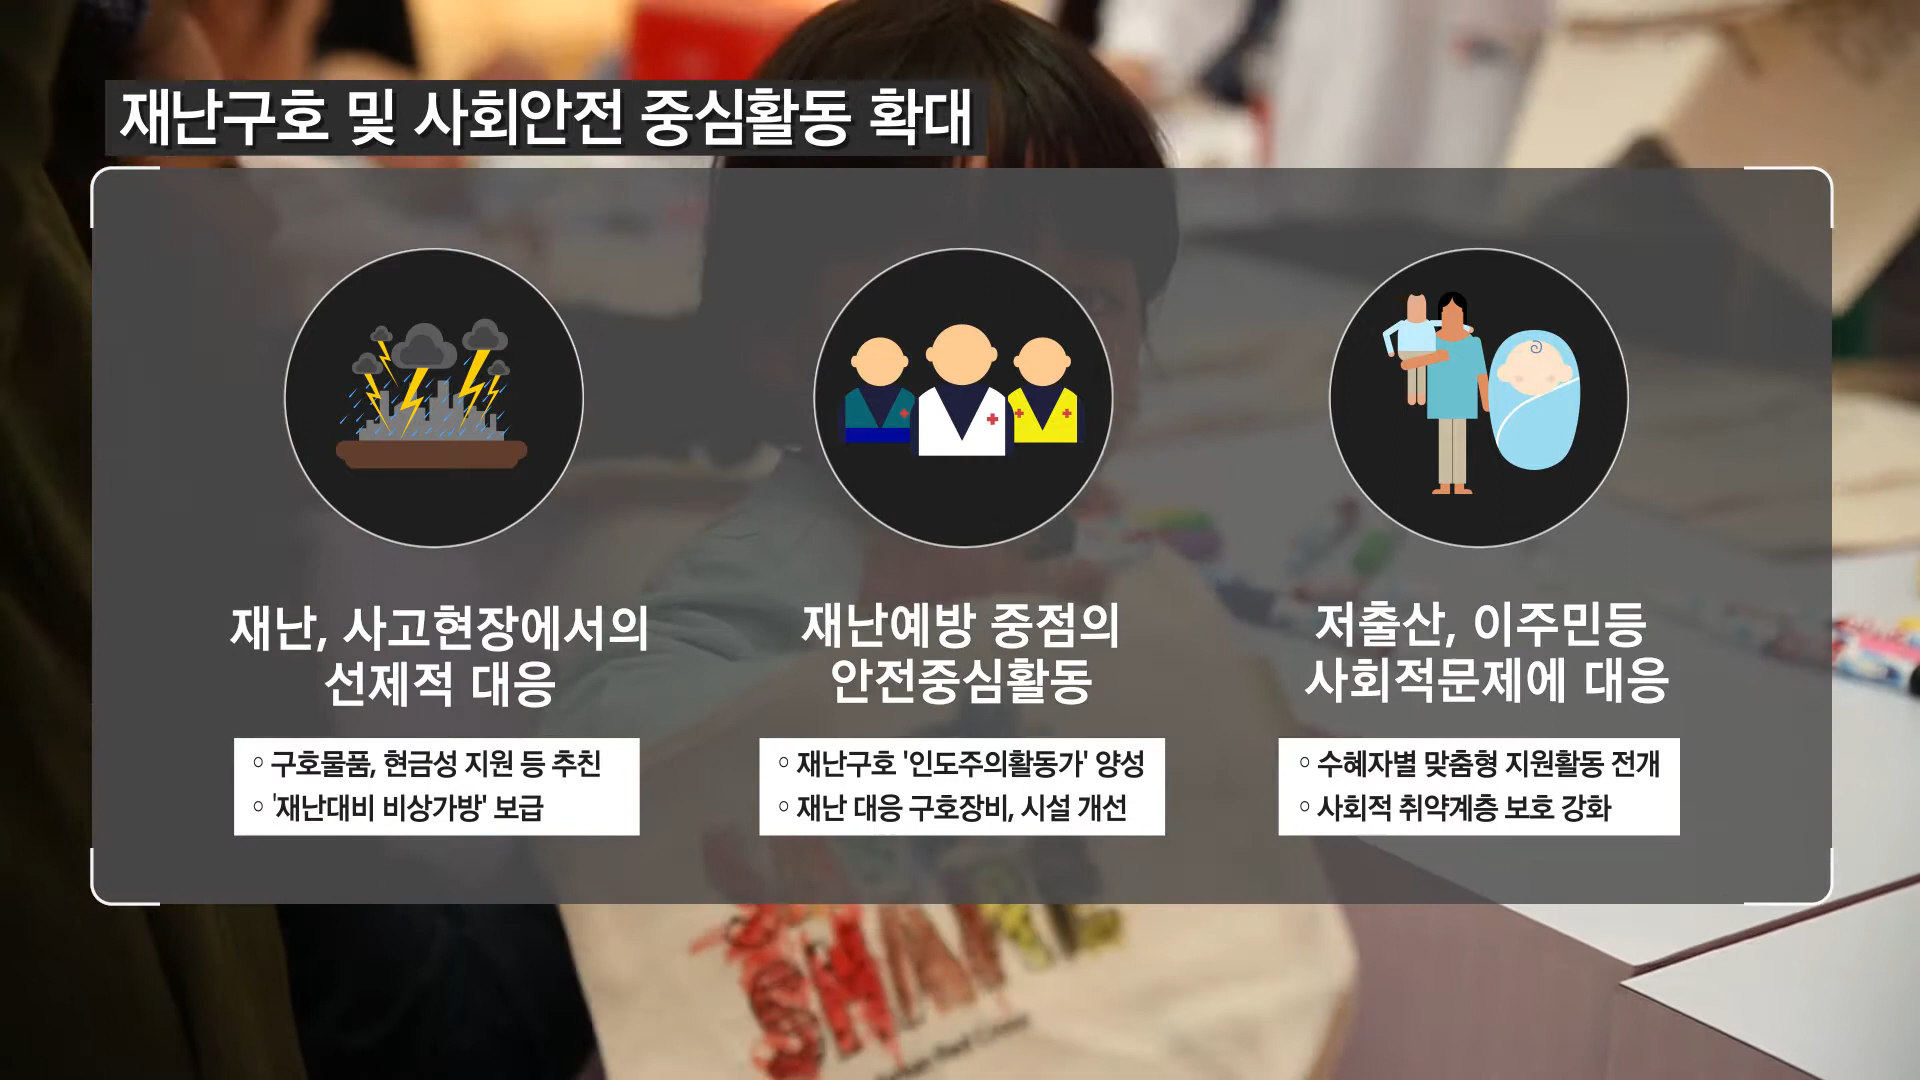 재난구호 및 사회안전 중심활동 확대
재난, 사고현장에서의
선제적 대응
◦ 구호물품, 현금성 지원 등 추친
◦ '재난대비 비상가방' 보급
재난예방 중점의
안전중심활동
◦ 재난구호 '인도주의활동가' 양성
◦ 재난 대응 구호장비, 시설 개선
저출산, 이주민등
사회적문제에 대응
◦ 수혜자별 맞춤형 지원활동 전개
◦ 사회적 취약계층 보호 강화
SHA
Red Cross